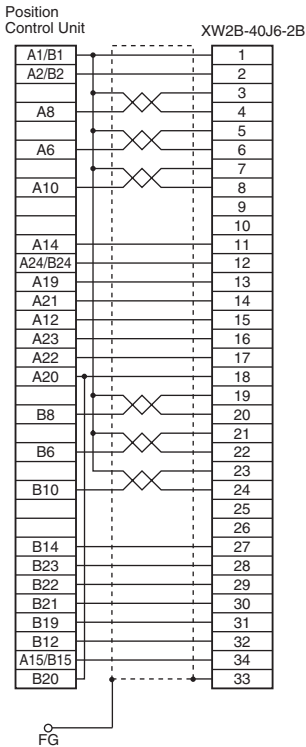 Position
Control Unit
XW2B-40J6-2B
A1/B1 1
A2/B2 2
3
A8 4
5
A6 6
7
A10 8
9
10
A14 11
A24/B24 12
A19 13
A21 14
A12 15
A23 16
A22 17
A20 18
19
B8 20
21
B6 22
23
B10 24
25
26
B14 27
B23 28
B22 29
B21 30
B19 31
B12 32
A15/B15 34
B20 33
FG